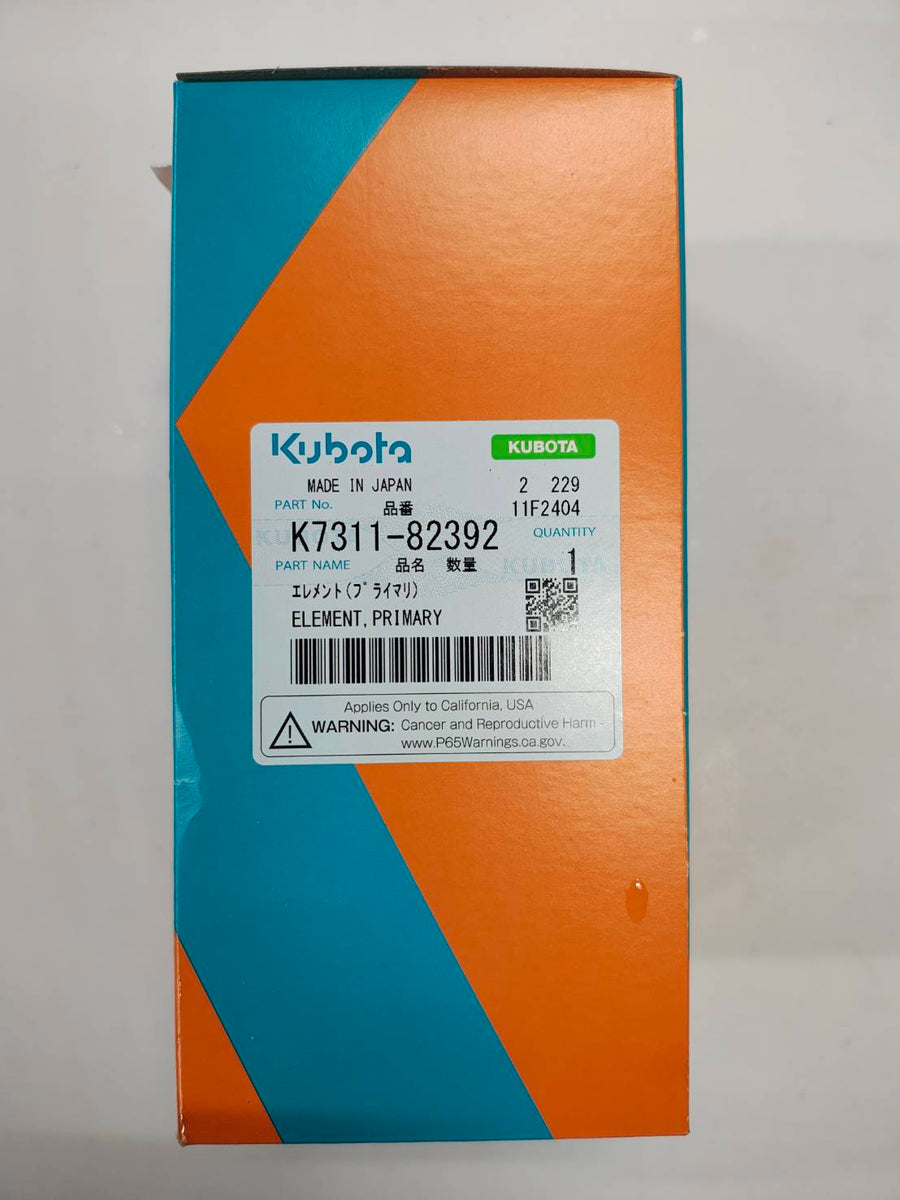 Kubota KUBOTA
MADE IN JAPAN 2 229
PART No. 品番 11F2404
K7311-82392 QUANTITY
PART NAME 品名 数量 1
KUBOTA
エレメント(プライマリ)
ELEMENT,PRIMARY
Applies Only to California, USA
WARNING: Cancer and Reproductive Harm -
www.P65Warnings.ca.gov.